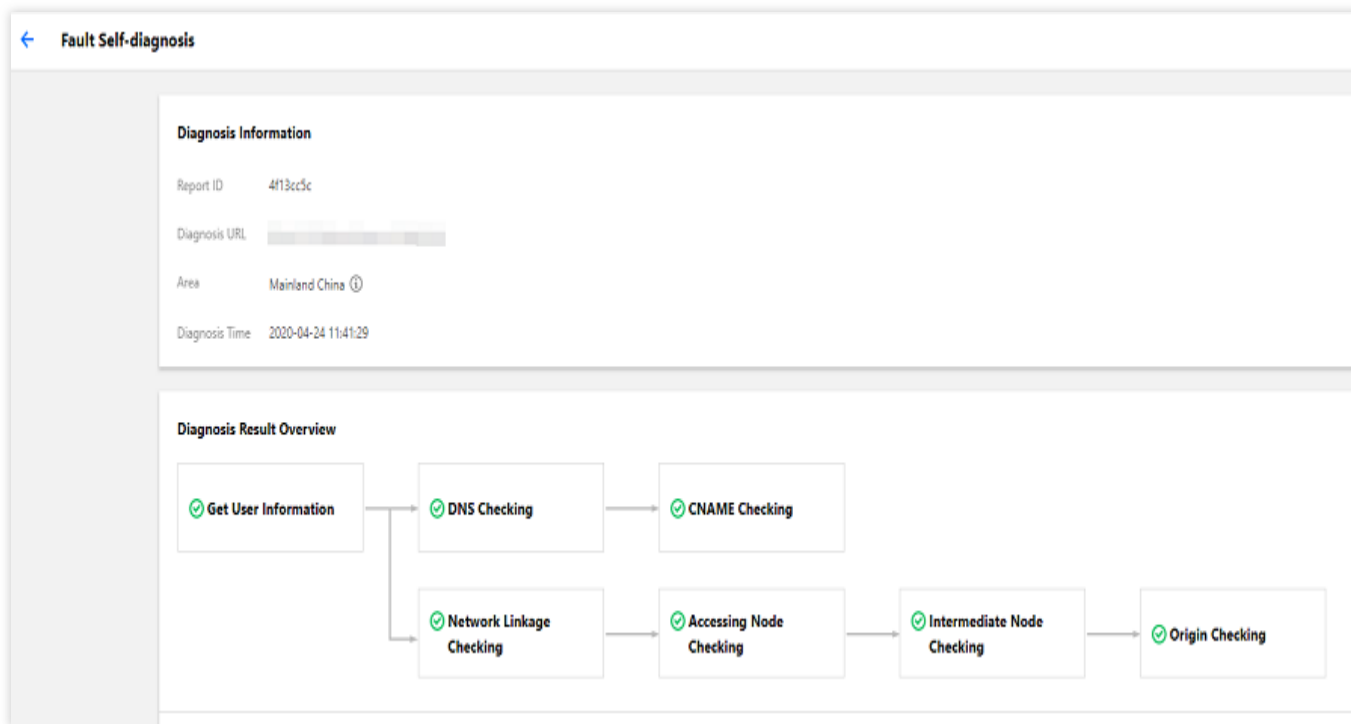 Fault Self-diagnosis
Diagnosis Information
Report ID 4f13cc5c
Diagnosis URL
Area Mainland China
Diagnosis Time 2020-04-24 11:41:29
Diagnosis Result Overview
Get User Information
DNS Checking
CNAME Checking
Network Linkage
Checking
Accessing Node
Checking
Intermediate Node
Checking
Origin Checking